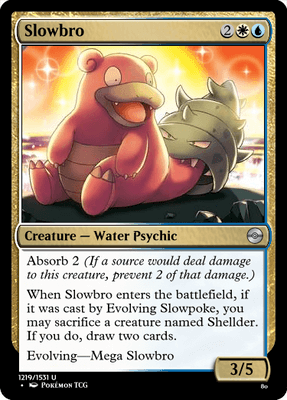 Slowbro 2
Creature — Water Psychic
Absorb 2 (If a source would deal damage
to this creature, prevent 2 of that damage.)
When Slowbro enters the battlefield, if
it was cast by Evolving Slowpoke, you
may sacrifice a creature named Shellder.
If you do, draw two cards.
Evolving—Mega Slowbro
3/5
1219/1531 U
• Pokémon TCG
80